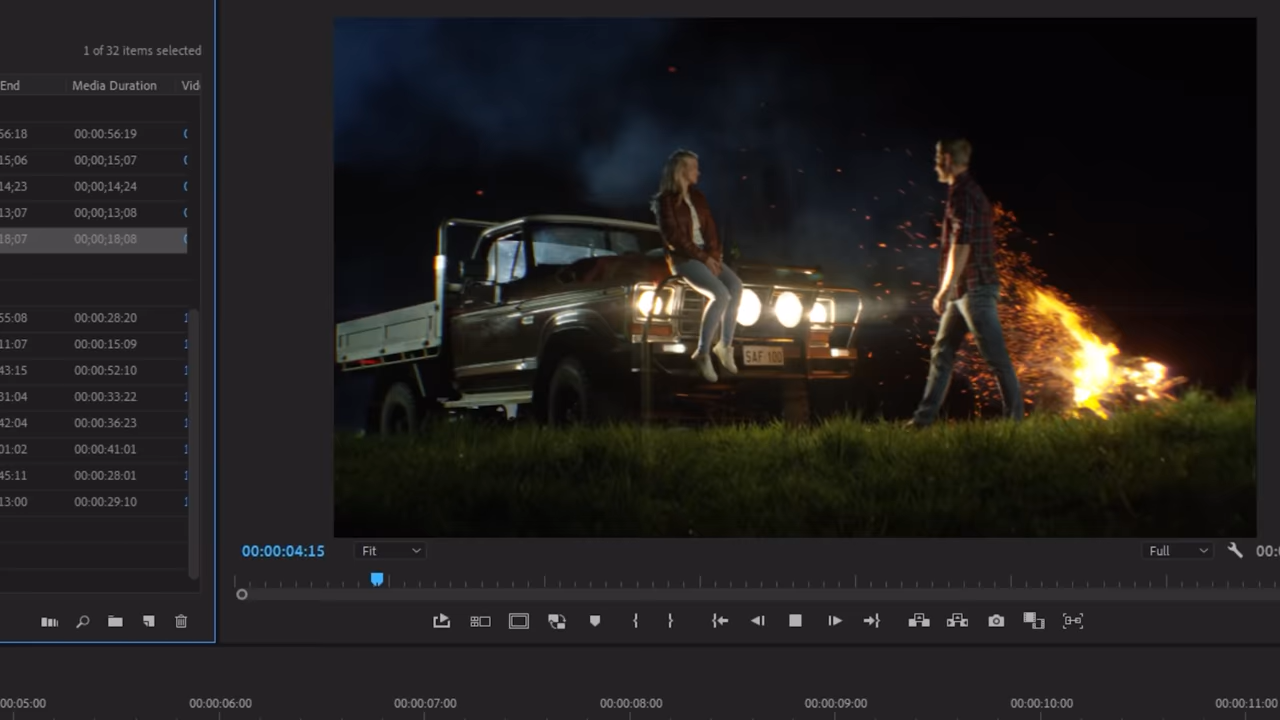 1 of 32 items selected
End Media Duration Vid
56:18 00:00:56:19
15;06 00;00;15;07
14;23 00;00;14;24
13;07 00;00;13;08
18;07 00;00;18;08
55:08 00:00:28:20
11:07 00:00:15:09
43:15 00:00:52:10
31:04 00:00:33:22
42:04 00:00:36:23
01:02 00:00:41:01
45:11 00:00:28:01
13:00 00:00:29:10
SAF 100
00:00:04:15 Fit Full 00:0
00:05:00 00:00:06:00 00:00:07:00 00:00:08:00 00:00:09:00 00:00:10:00 00:00:11:00